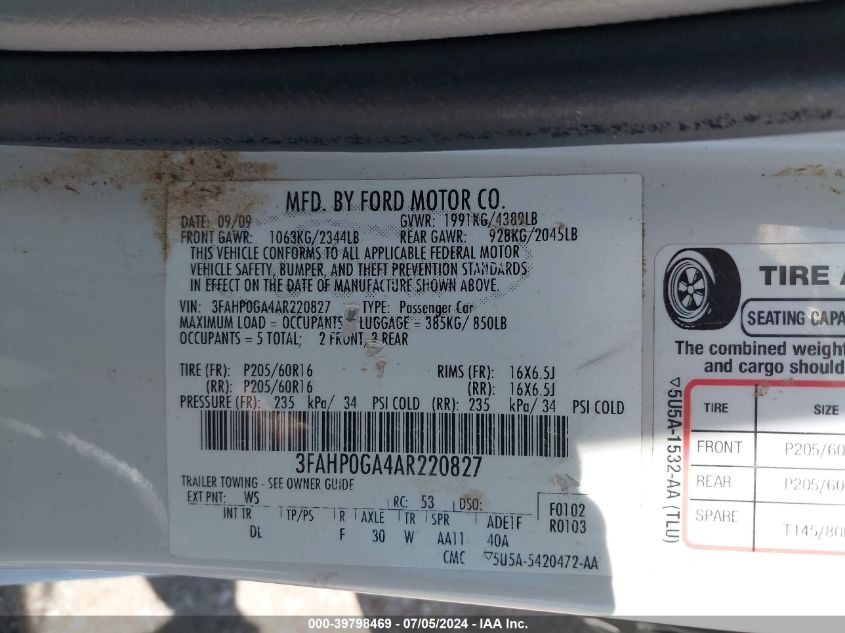 MFD. BY FORD MOTOR CO.
DATE: 09/09 GVWR: 1991KG/4389LB
FRONT GAWR: 1063KG/2344LB REAR GAWR: 928KG/2045LB
THIS VEHICLE CONFORMS TO ALL APPLICABLE FEDERAL MOTOR
VEHICLE SAFETY, BUMPER, AND THEFT PREVENTION STANDARDS
IN EFFECT ON THE DATE OF MANUFACTURE SHOWN ABOVE.
VIN: 3FAHP0GA4AR220827 TYPE: Passenger Car
MAXIMUM LOAD = OCCUPANTS LUGGAGE = 385KG/ 850LB
OCCUPANTS = 5 TOTAL; 2 FRONT, 3 REAR
TIRE (FR): P205/60R16 RIMS (FR): 16X6.5J
(RR): P205/60R16 (RR): 16X6.5J
PRESSURE (FR): 235 kPa/ 34 PSI COLD (RR): 235 kPa/ 34 PSI COLD
3FAHP0GA4AR220827
TRAILER TOWING - SEE OWNER GUIDE
EXT PNT: WS RC: 53 DSO: F0102
INT TR TP/PS R AXLE TR SPR ADE1F R0103
DL F 30 W AA11 40A
CMC ▽5U5A-5420472-AA
TIRE A
SEATING CAPA
The combined weight
and cargo should
▽5U5A-1532-AA (TLU)
TIRE SIZE
FRONT P205/60
REAR P205/60
SPARE T145/80
000-39798469 - 07/05/2024 - IAA Inc.